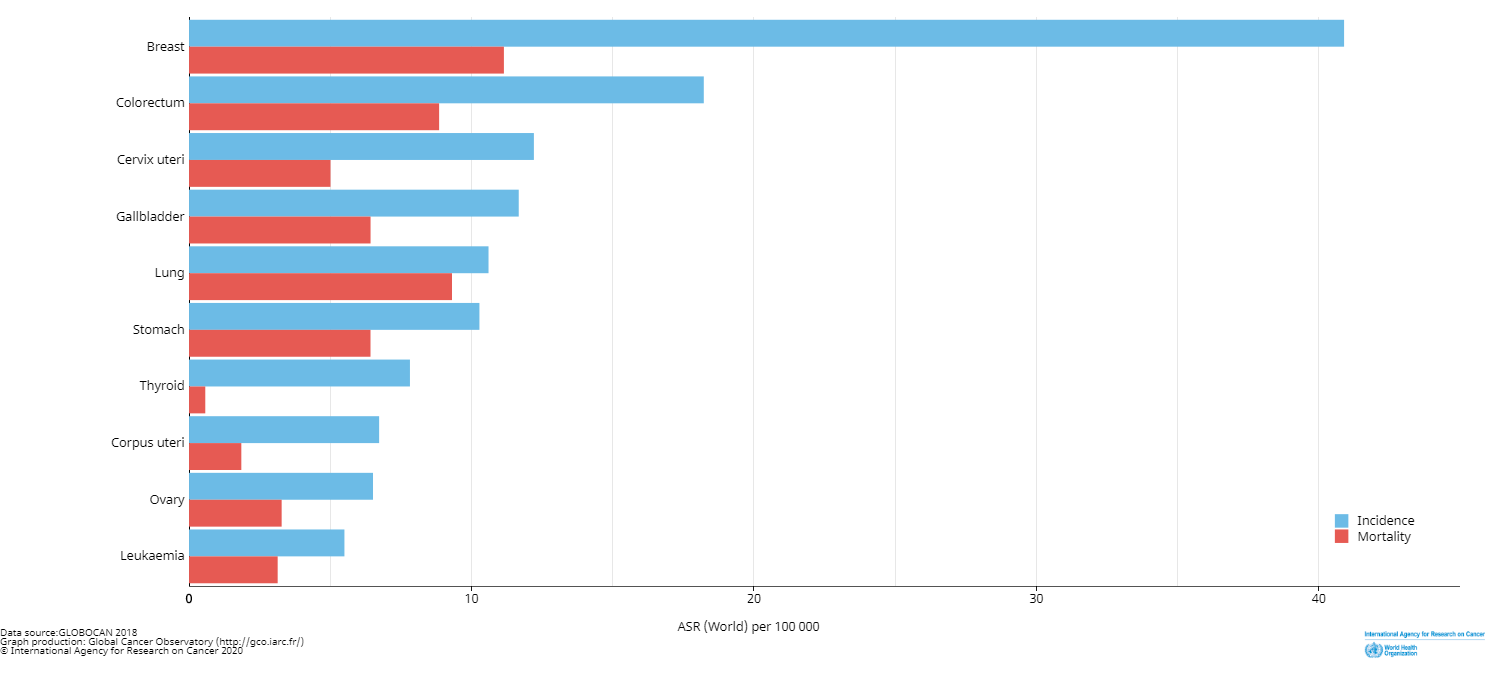 Breast
Colorectum
Cervix uteri
Gallbladder
Lung
Stomach
Thyroid
Corpus uteri
Ovary
Leukaemia
Incidence
Mortality
0 10 20 30 40
ASR (World) per 100 000
Data source:GLOBOCAN 2018
Graph production: Global Cancer Observatory (http://gco.iarc.fr/)
© International Agency for Research on Cancer 2020
International Agency for Research on Cancer
World Health
Organization